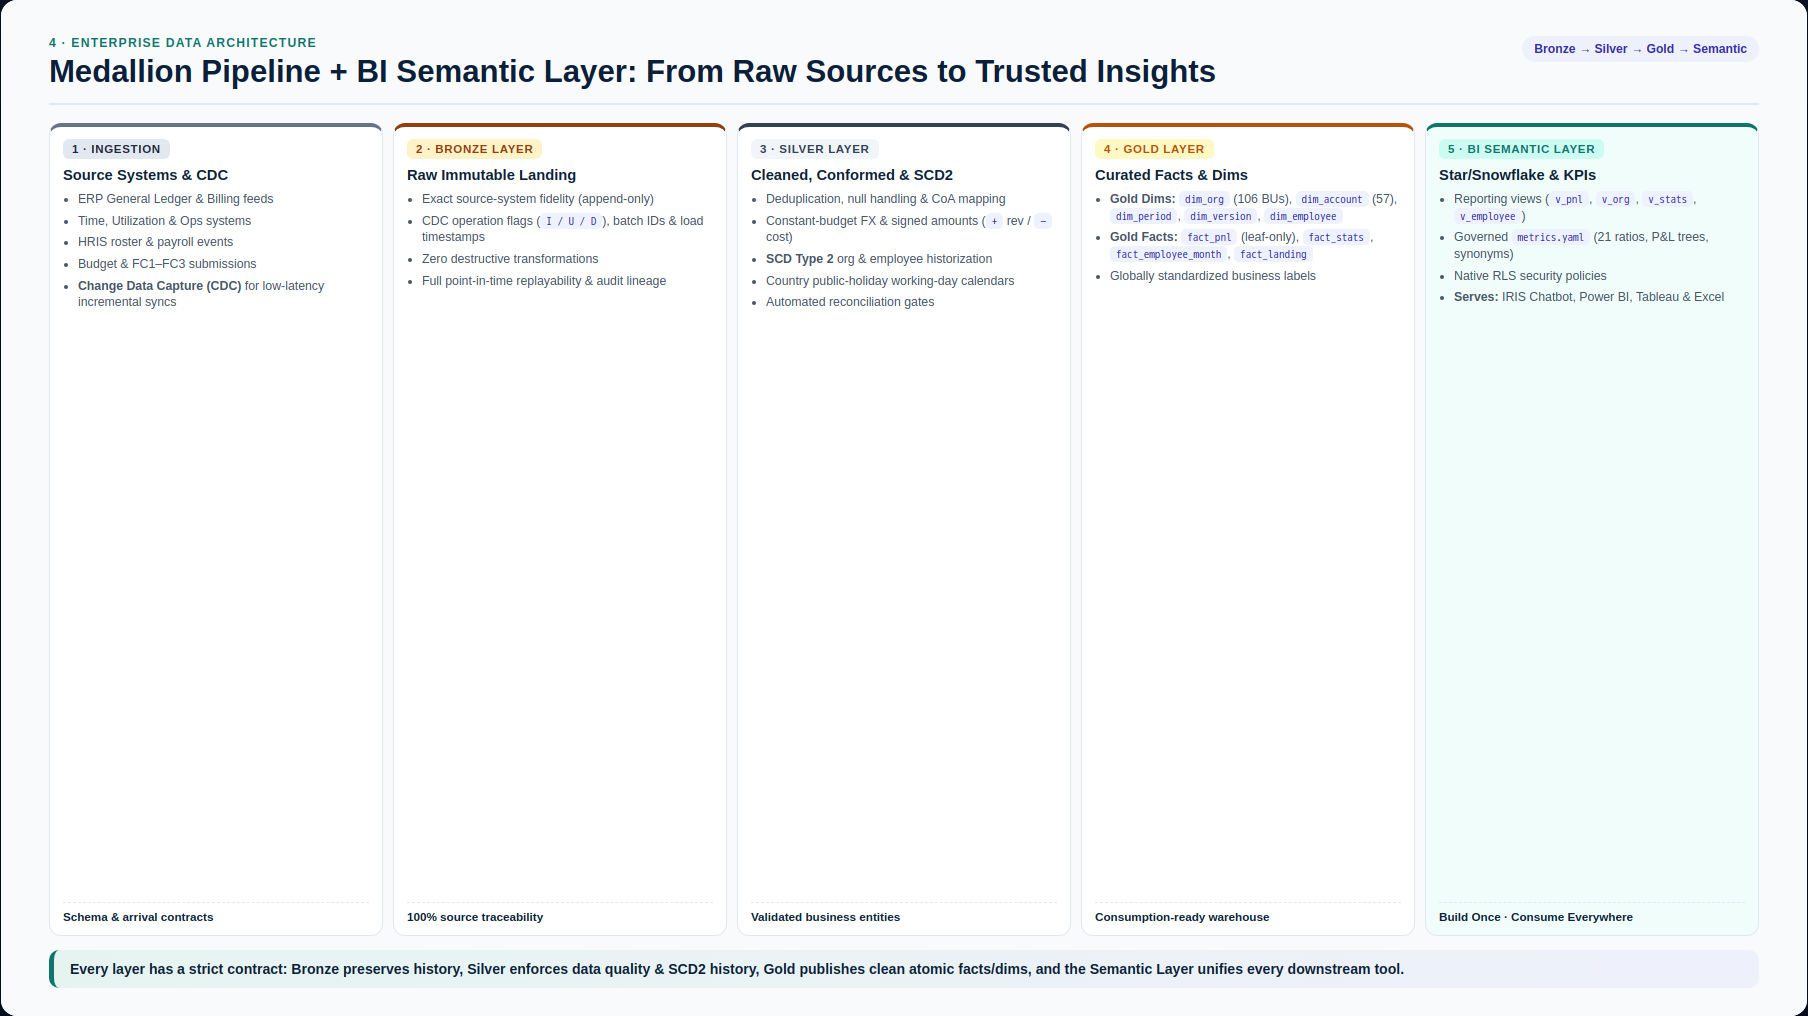 4 · ENTERPRISE DATA ARCHITECTURE
Medallion Pipeline + BI Semantic Layer: From Raw Sources to Trusted Insights
Bronze → Silver → Gold → Semantic
1 · INGESTION
Source Systems & CDC
• ERP General Ledger & Billing feeds
• Time, Utilization & Ops systems
• HRIS roster & payroll events
• Budget & FC1–FC3 submissions
• Change Data Capture (CDC) for low-latency
incremental syncs
Schema & arrival contracts
2 · BRONZE LAYER
Raw Immutable Landing
• Exact source-system fidelity (append-only)
• CDC operation flags ( I / U / D ), batch IDs & load
timestamps
• Zero destructive transformations
• Full point-in-time replayability & audit lineage
100% source traceability
3 · SILVER LAYER
Cleaned, Conformed & SCD2
• Deduplication, null handling & CoA mapping
• Constant-budget FX & signed amounts ( + rev / −
cost)
• SCD Type 2 org & employee historization
• Country public-holiday working-day calendars
• Automated reconciliation gates
Validated business entities
4 · GOLD LAYER
Curated Facts & Dims
• Gold Dims: dim_org (106 BUs), dim_account (57),
dim_period , dim_version , dim_employee
• Gold Facts: fact_pnl (leaf-only), fact_stats ,
fact_employee_month , fact_landing
• Globally standardized business labels
Consumption-ready warehouse
5 · BI SEMANTIC LAYER
Star/Snowflake & KPIs
• Reporting views ( v_pnl , v_org , v_stats ,
v_employee )
• Governed metrics.yaml (21 ratios, P&L trees,
synonyms)
• Native RLS security policies
• Serves: IRIS Chatbot, Power BI, Tableau & Excel
Build Once · Consume Everywhere
Every layer has a strict contract: Bronze preserves history, Silver enforces data quality & SCD2 history, Gold publishes clean atomic facts/dims, and the Semantic Layer unifies every downstream tool.